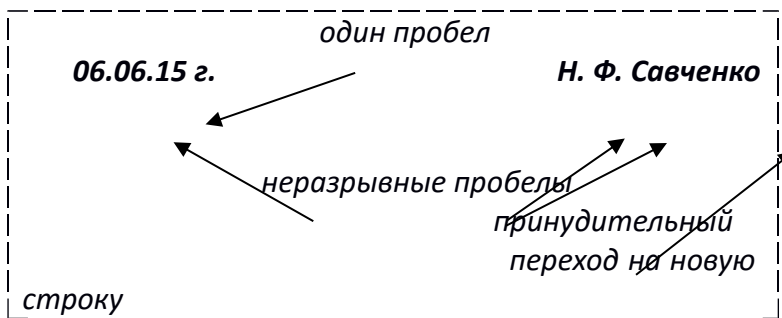 один пробел
06.06.15 г. Н. Ф. Савченко
неразрывные пробелы
принудительный
переход на новую
строку